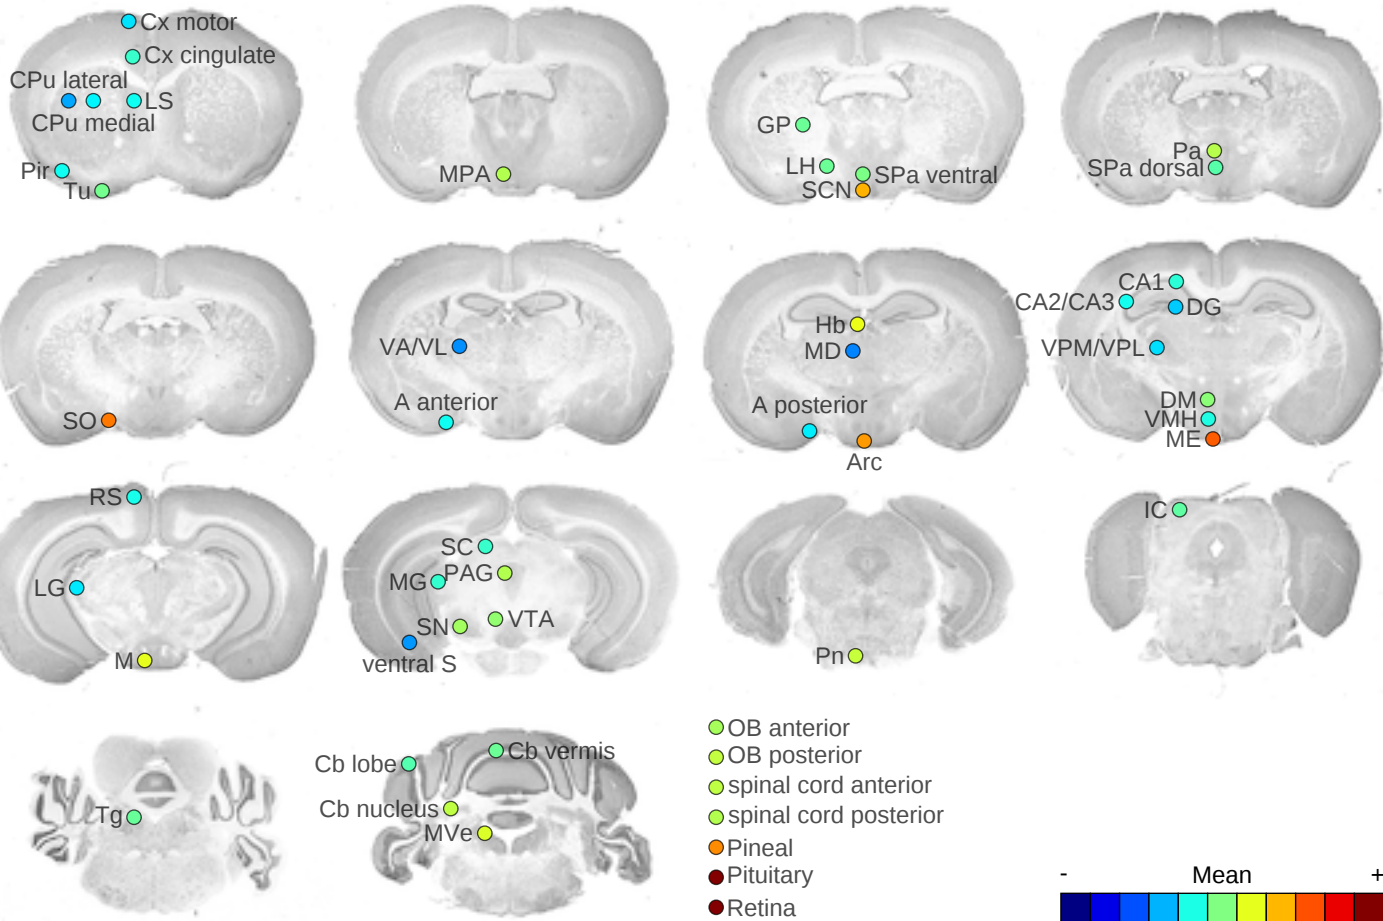 Cx motor
Cx cingulate
CPu lateral
LS
CPu medial
Pir
Tu
MPA
GP
LH
SPa ventral
SCN
Pa
SPa dorsal
SO
VA/VL
A anterior
Hb
MD
A posterior
Arc
CA1
CA2/CA3
DG
VPM/VPL
DM
VMH
ME
RS
LG
M
SC
MG
PAG
SN
VTA
ventral S
Pn
IC
Tg
Cb lobe
Cb vermis
Cb nucleus
MVe
OB anterior
OB posterior
spinal cord anterior
spinal cord posterior
Pineal
Pituitary
Retina
- Mean +